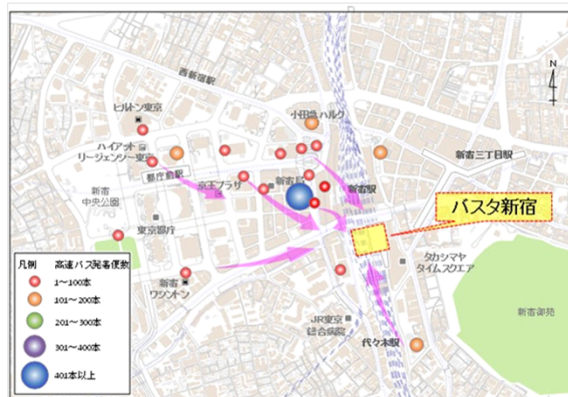 西新宿駅
N
ヒルトン東京
小田急ハルク
ハイアット
リージェンシー東京
新宿三丁目駅
都庁前駅
京王プラザ
新宿駅
新宿
中央公園
バスタ新宿
東京都庁
タカシマヤ
タイムズスクエア
凡例 高速バス発着便数
1～100本
101～200本
201～300本
301～400本
401本以上
新宿
ワシントン
新宿御苑
JR東京
総合病院
代々木駅